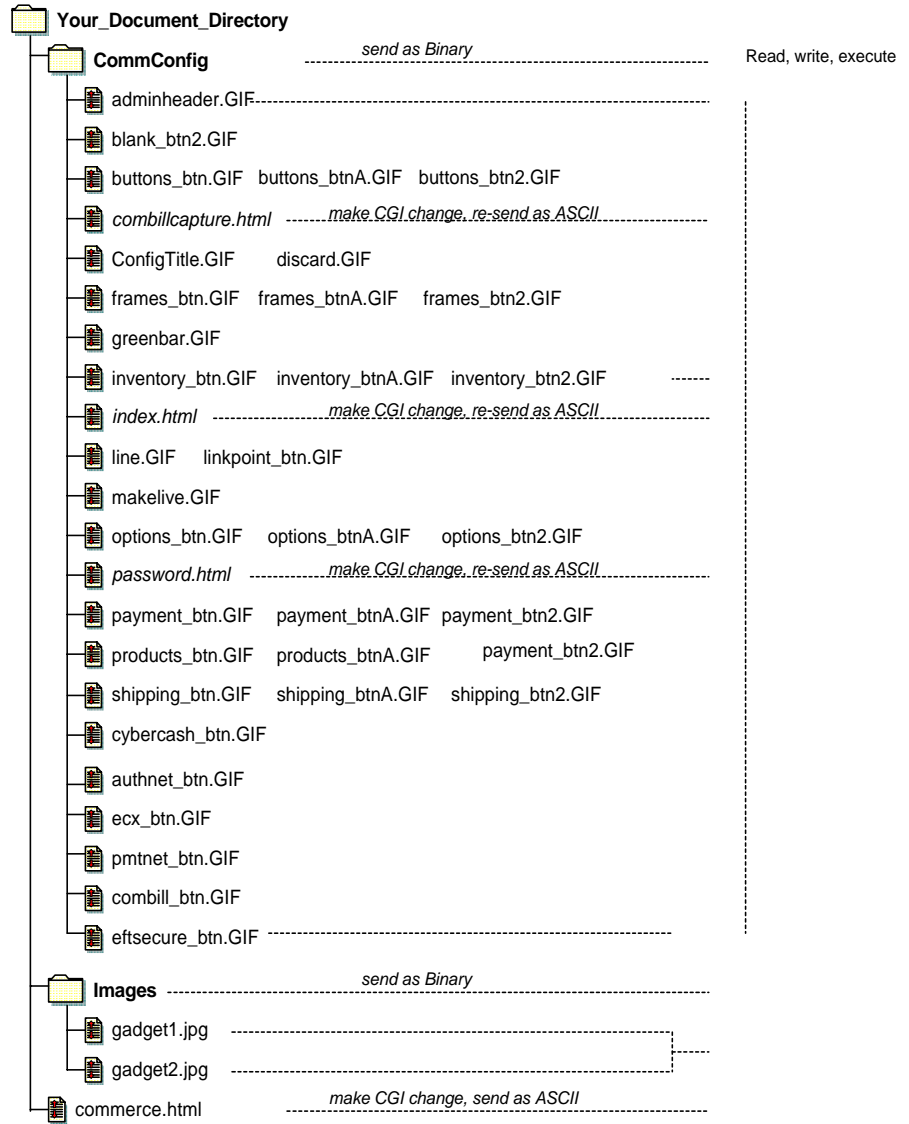 Your_Document_Directory
CommConfig send as Binary Read, write, execute
adminheader.GIF
blank_btn2.GIF
buttons_btn.GIF buttons_btnA.GIF buttons_btn2.GIF
combillcapture.html make CGI change, re-send as ASCII
ConfigTitle.GIF discard.GIF
frames_btn.GIF frames_btnA.GIF frames_btn2.GIF
greenbar.GIF
inventory_btn.GIF inventory_btnA.GIF inventory_btn2.GIF
index.html make CGI change, re-send as ASCII
line.GIF linkpoint_btn.GIF
makelive.GIF
options_btn.GIF options_btnA.GIF options_btn2.GIF
password.html make CGI change, re-send as ASCII
payment_btn.GIF payment_btnA.GIF payment_btn2.GIF
products_btn.GIF products_btnA.GIF payment_btn2.GIF
shipping_btn.GIF shipping_btnA.GIF shipping_btn2.GIF
cybercash_btn.GIF
authnet_btn.GIF
ecx_btn.GIF
pmtnet_btn.GIF
combill_btn.GIF
eftsecure_btn.GIF
Images send as Binary
gadget1.jpg
gadget2.jpg
commerce.html make CGI change, send as ASCII